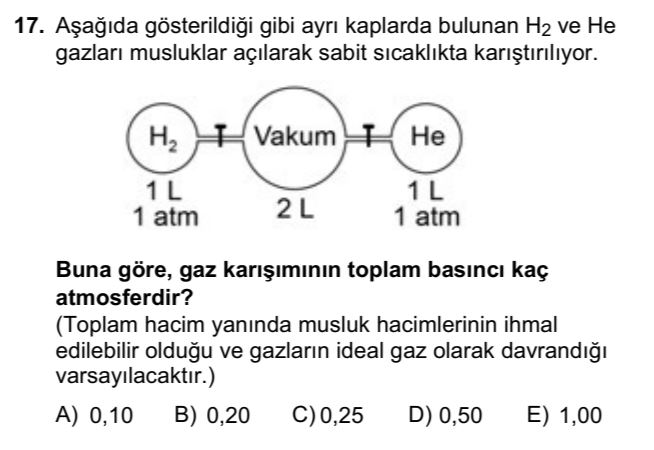 17. Aşağıda gösterildiği gibi ayrı kaplarda bulunan H₂ ve He
gazları musluklar açılarak sabit sıcaklıkta karıştırılıyor.
H₂ Vakum He
1 L 2 L 1 L
1 atm 1 atm
Buna göre, gaz karışımının toplam basıncı kaç
atmosferdir?
(Toplam hacim yanında musluk hacimlerinin ihmal
edilebilir olduğu ve gazların ideal gaz olarak davrandığı
varsayılacaktır.)
A) 0,10 B) 0,20 C) 0,25 D) 0,50 E) 1,00